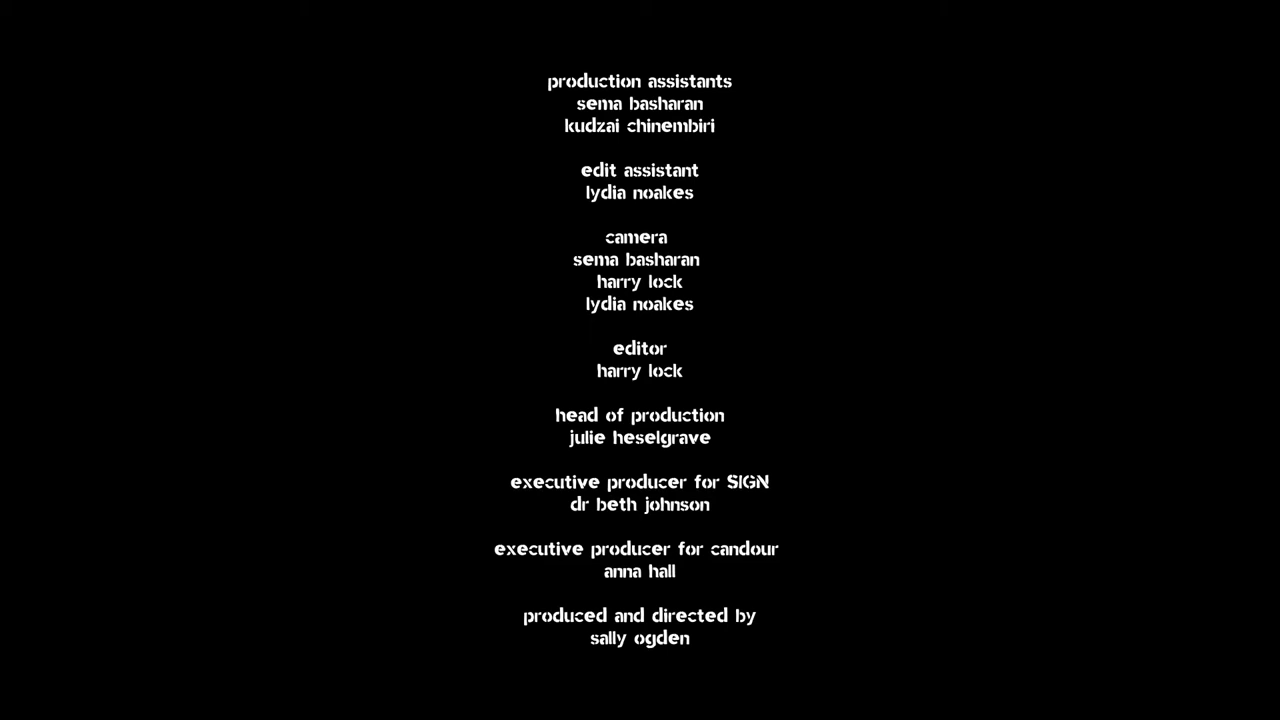 production assistants
sema basharan
kudzai chinembiri
edit assistant
lydia noakes
camera
sema basharan
harry lock
lydia noakes
editor
harry lock
head of production
julie heselgrave
executive producer for SIGN
dr beth johnson
executive producer for candour
anna hall
produced and directed by
sally ogden